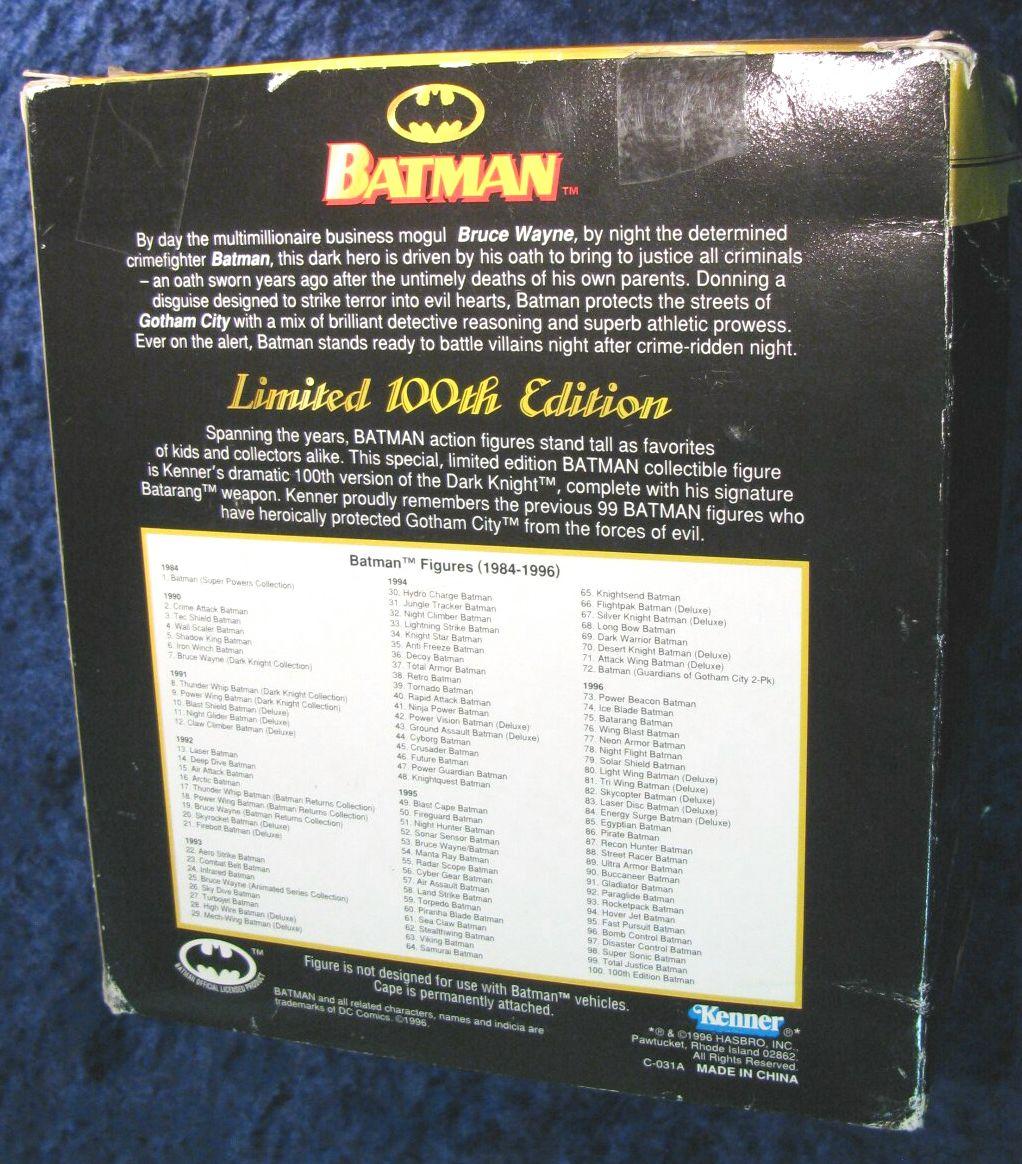 BATMAN™
By day the multimillionaire business mogul Bruce Wayne, by night the determined
crimefighter Batman, this dark hero is driven by his oath to bring to justice all criminals
– an oath sworn years ago after the untimely deaths of his own parents. Donning a
disguise designed to strike terror into evil hearts, Batman protects the streets of
Gotham City with a mix of brilliant detective reasoning and superb athletic prowess.
Ever on the alert, Batman stands ready to battle villains night after crime-ridden night.
Limited 100th Edition
Spanning the years, BATMAN action figures stand tall as favorites
of kids and collectors alike. This special, limited edition BATMAN collectible figure
is Kenner's dramatic 100th version of the Dark Knight™, complete with his signature
Batarang™ weapon. Kenner proudly remembers the previous 99 BATMAN figures who
have heroically protected Gotham City™ from the forces of evil.
Batman™ Figures (1984-1996)
1984
1. Batman (Super Powers Collection)
1990
2. Crime Attack Batman
3. Tec Shield Batman
4. Wall Scaler Batman
5. Shadow King Batman
6. Iron Winch Batman
7. Bruce Wayne (Dark Knight Collection)
1991
8. Thunder Whip Batman (Dark Knight Collection)
9. Power Wing Batman (Dark Knight Collection)
10. Blast Shield Batman (Deluxe)
11. Night Glider Batman (Deluxe)
12. Claw Climber Batman (Deluxe)
1992
13. Laser Batman
14. Deep Dive Batman
15. Air Attack Batman
16. Arctic Batman
17. Thunder Whip Batman (Batman Returns Collection)
18. Power Wing Batman (Batman Returns Collection)
19. Bruce Wayne (Batman Returns Collection)
20. Skyrocket Batman (Deluxe)
21. Firebolt Batman (Deluxe)
1993
22. Aero Strike Batman
23. Combat Belt Batman
24. Infrared Batman
25. Bruce Wayne (Animated Series Collection)
26. Sky Dive Batman
27. Turbojet Batman
28. High Wire Batman (Deluxe)
29. Mech-Wing Batman (Deluxe)
1994
30. Hydro Charge Batman
31. Jungle Tracker Batman
32. Night Climber Batman
33. Lightning Strike Batman
34. Knight Star Batman
35. Anti Freeze Batman
36. Decoy Batman
37. Total Armor Batman
38. Retro Batman
39. Tornado Batman
40. Rapid Attack Batman
41. Ninja Power Batman
42. Power Vision Batman (Deluxe)
43. Ground Assault Batman (Deluxe)
44. Cyborg Batman
45. Crusader Batman
46. Future Batman
47. Power Guardian Batman
48. Knightquest Batman
1995
49. Blast Cape Batman
50. Fireguard Batman
51. Night Hunter Batman
52. Sonar Sensor Batman
53. Bruce Wayne/Batman
54. Manta Ray Batman
55. Radar Scope Batman
56. Cyber Gear Batman
57. Air Assault Batman
58. Land Strike Batman
59. Torpedo Batman
60. Piranha Blade Batman
61. Sea Claw Batman
62. Stealthwing Batman
63. Viking Batman
64. Samurai Batman
65. Knightsend Batman
66. Flightpak Batman (Deluxe)
67. Silver Knight Batman (Deluxe)
68. Long Bow Batman
69. Dark Warrior Batman
70. Desert Knight Batman (Deluxe)
71. Attack Wing Batman (Deluxe)
72. Batman (Guardians of Gotham City 2-Pk)
1996
73. Power Beacon Batman
74. Ice Blade Batman
75. Batarang Batman
76. Wing Blast Batman
77. Neon Armor Batman
78. Night Flight Batman
79. Solar Shield Batman
80. Light Wing Batman (Deluxe)
81. Tri Wing Batman (Deluxe)
82. Skycopter Batman (Deluxe)
83. Laser Disc Batman (Deluxe)
84. Energy Surge Batman (Deluxe)
85. Egyptian Batman
86. Pirate Batman
87. Recon Hunter Batman
88. Street Racer Batman
89. Ultra Armor Batman
90. Buccaneer Batman
91. Gladiator Batman
92. Paraglide Batman
93. Rocketpack Batman
94. Hover Jet Batman
95. Fast Pursuit Batman
96. Bomb Control Batman
97. Disaster Control Batman
98. Super Sonic Batman
99. Total Justice Batman
100. 100th Edition Batman
™
BATMAN OFFICIAL LICENSED PRODUCT
Figure is not designed for use with Batman™ vehicles.
Cape is permanently attached.
BATMAN and all related characters, names and indicia are
trademarks of DC Comics. ©1996.
Kenner ®*
*® & ©1996 HASBRO, INC.,
Pawtucket, Rhode Island 02862.
All Rights Reserved.
C-031A MADE IN CHINA